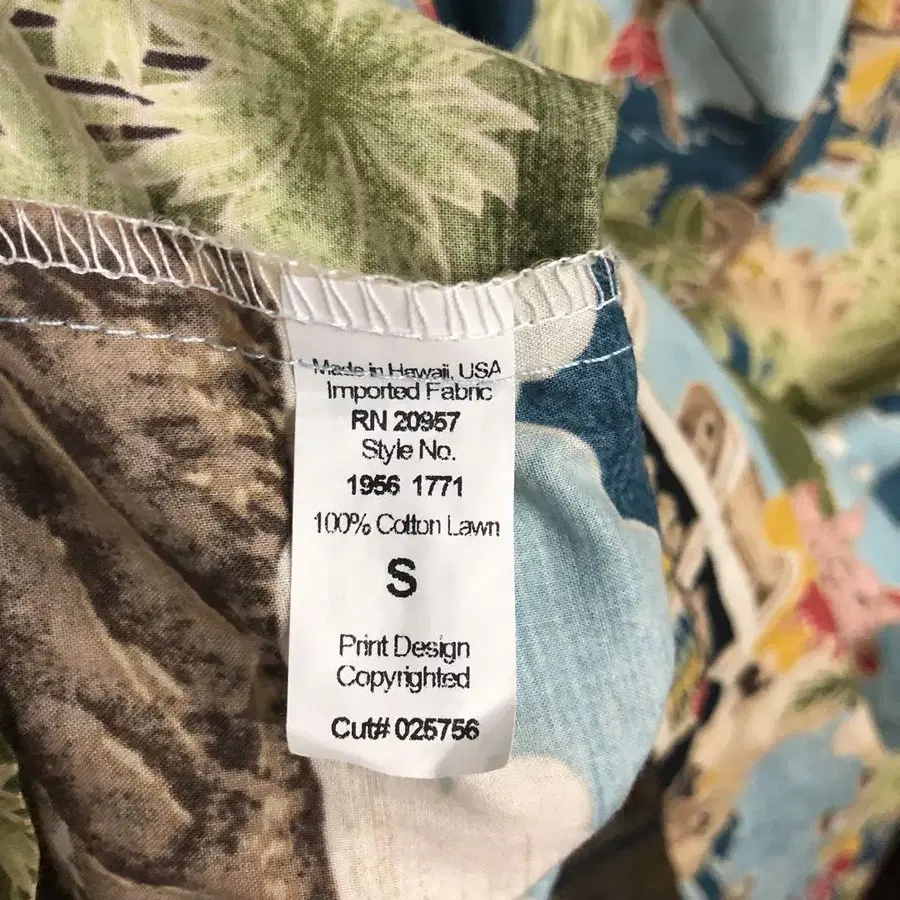 Made in Hawaii, USA
Imported Fabric
RN 20957
Style No.
1956 1771
100% Cotton Lawn
S
Print Design
Copyrighted
Cut# 025756